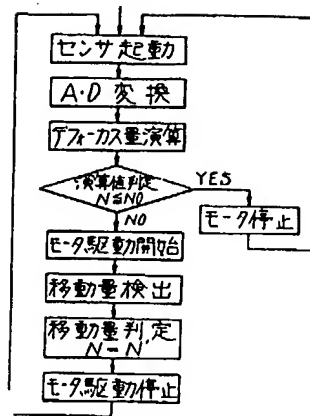 センサ起動
A・D 変換
デフォーカス量演算
演算値判定
N≦N0
YES
NO
モータ停止
モータ駆動開始
移動量検出
移動量判定
N=N
モータ駆動停止